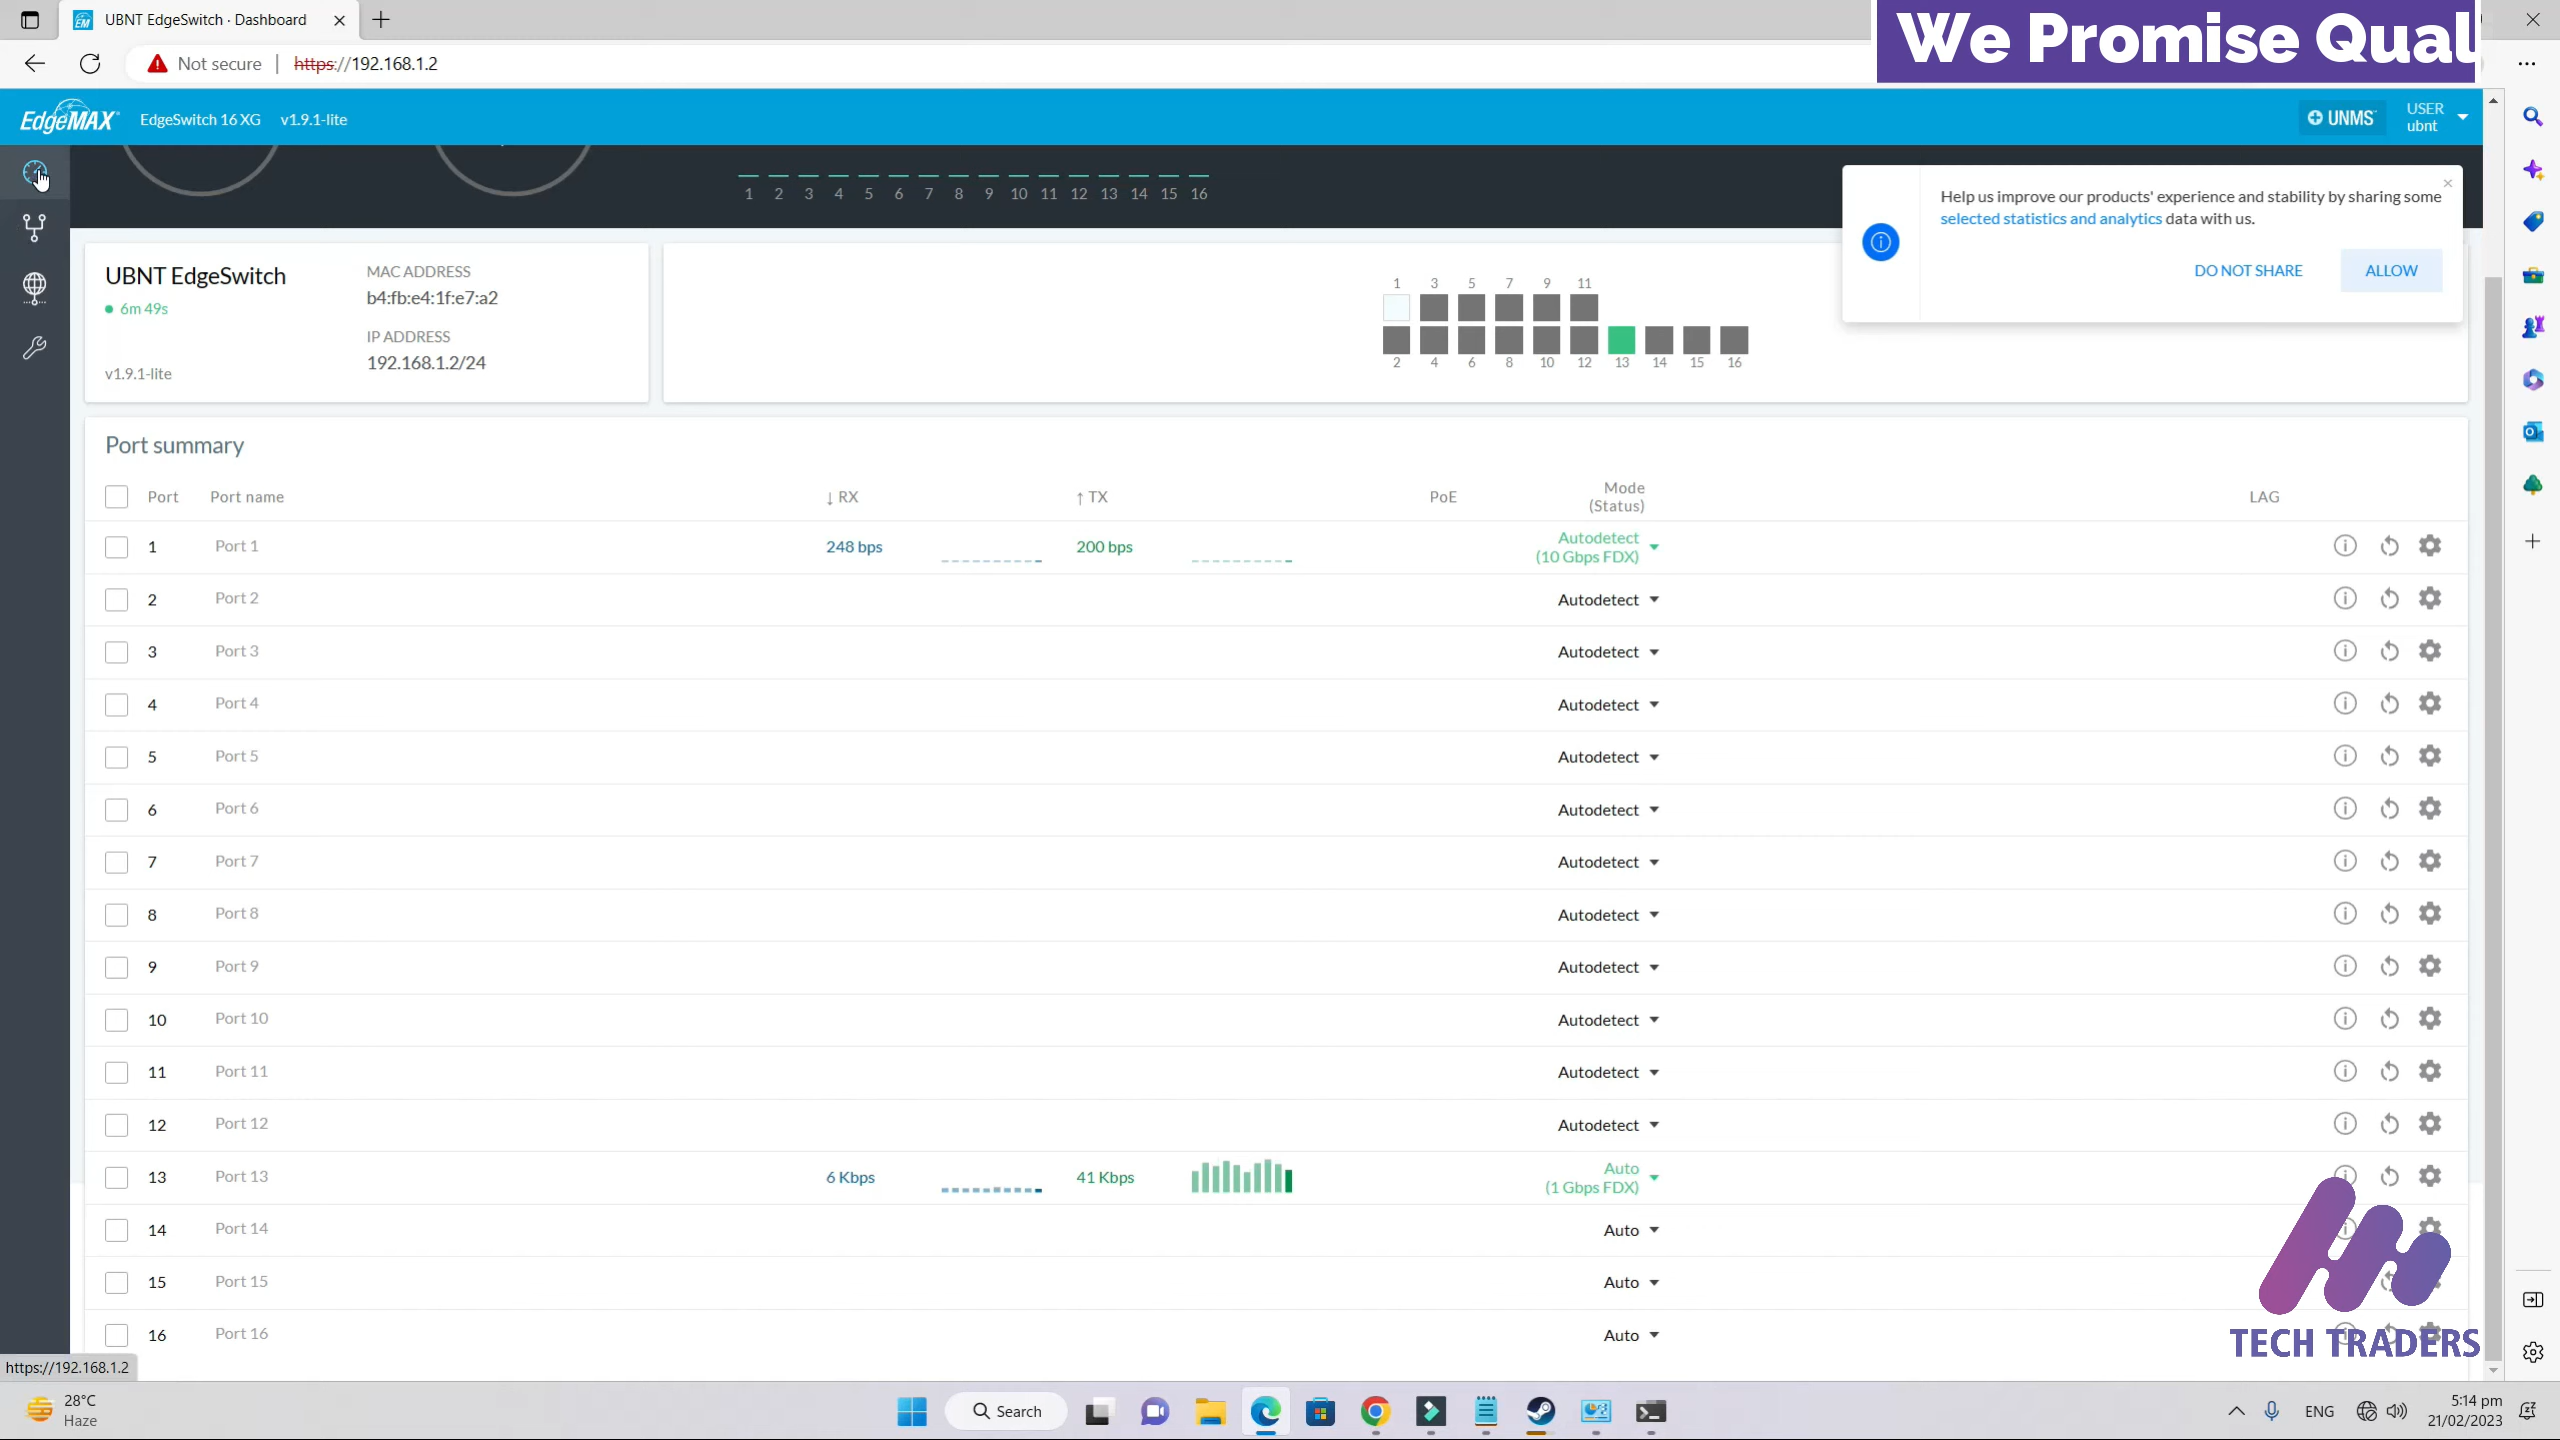 UBNT EdgeSwitch · Dashboard
We Promise Qual
Not secure
https://192.168.1.2
EdgeMAX
EdgeSwitch 16 XG
v1.9.1-lite
UNMS
USER
ubnt
1 2 3 4 5 6 7 8 9 10 11 12 13 14 15 16
Help us improve our products' experience and stability by sharing some
selected statistics and analytics data with us.
DO NOT SHARE
ALLOW
UBNT EdgeSwitch
6m 49s
v1.9.1-lite
MAC ADDRESS
b4:fb:e4:1f:e7:a2
IP ADDRESS
192.168.1.2/24
1 3 5 7 9 11
2 4 6 8 10 12 13 14 15 16
Port summary
Port Port name ↓ RX ↑ TX PoE Mode (Status) LAG
1 Port 1 248 bps 200 bps Autodetect (10 Gbps FDX)
2 Port 2 Autodetect
3 Port 3 Autodetect
4 Port 4 Autodetect
5 Port 5 Autodetect
6 Port 6 Autodetect
7 Port 7 Autodetect
8 Port 8 Autodetect
9 Port 9 Autodetect
10 Port 10 Autodetect
11 Port 11 Autodetect
12 Port 12 Autodetect
13 Port 13 6 Kbps 41 Kbps Auto (1 Gbps FDX)
14 Port 14 Auto
15 Port 15 Auto
16 Port 16 Auto
TECH TRADERS
https://192.168.1.2
28°C
Haze
Search
ENG
5:14 pm
21/02/2023